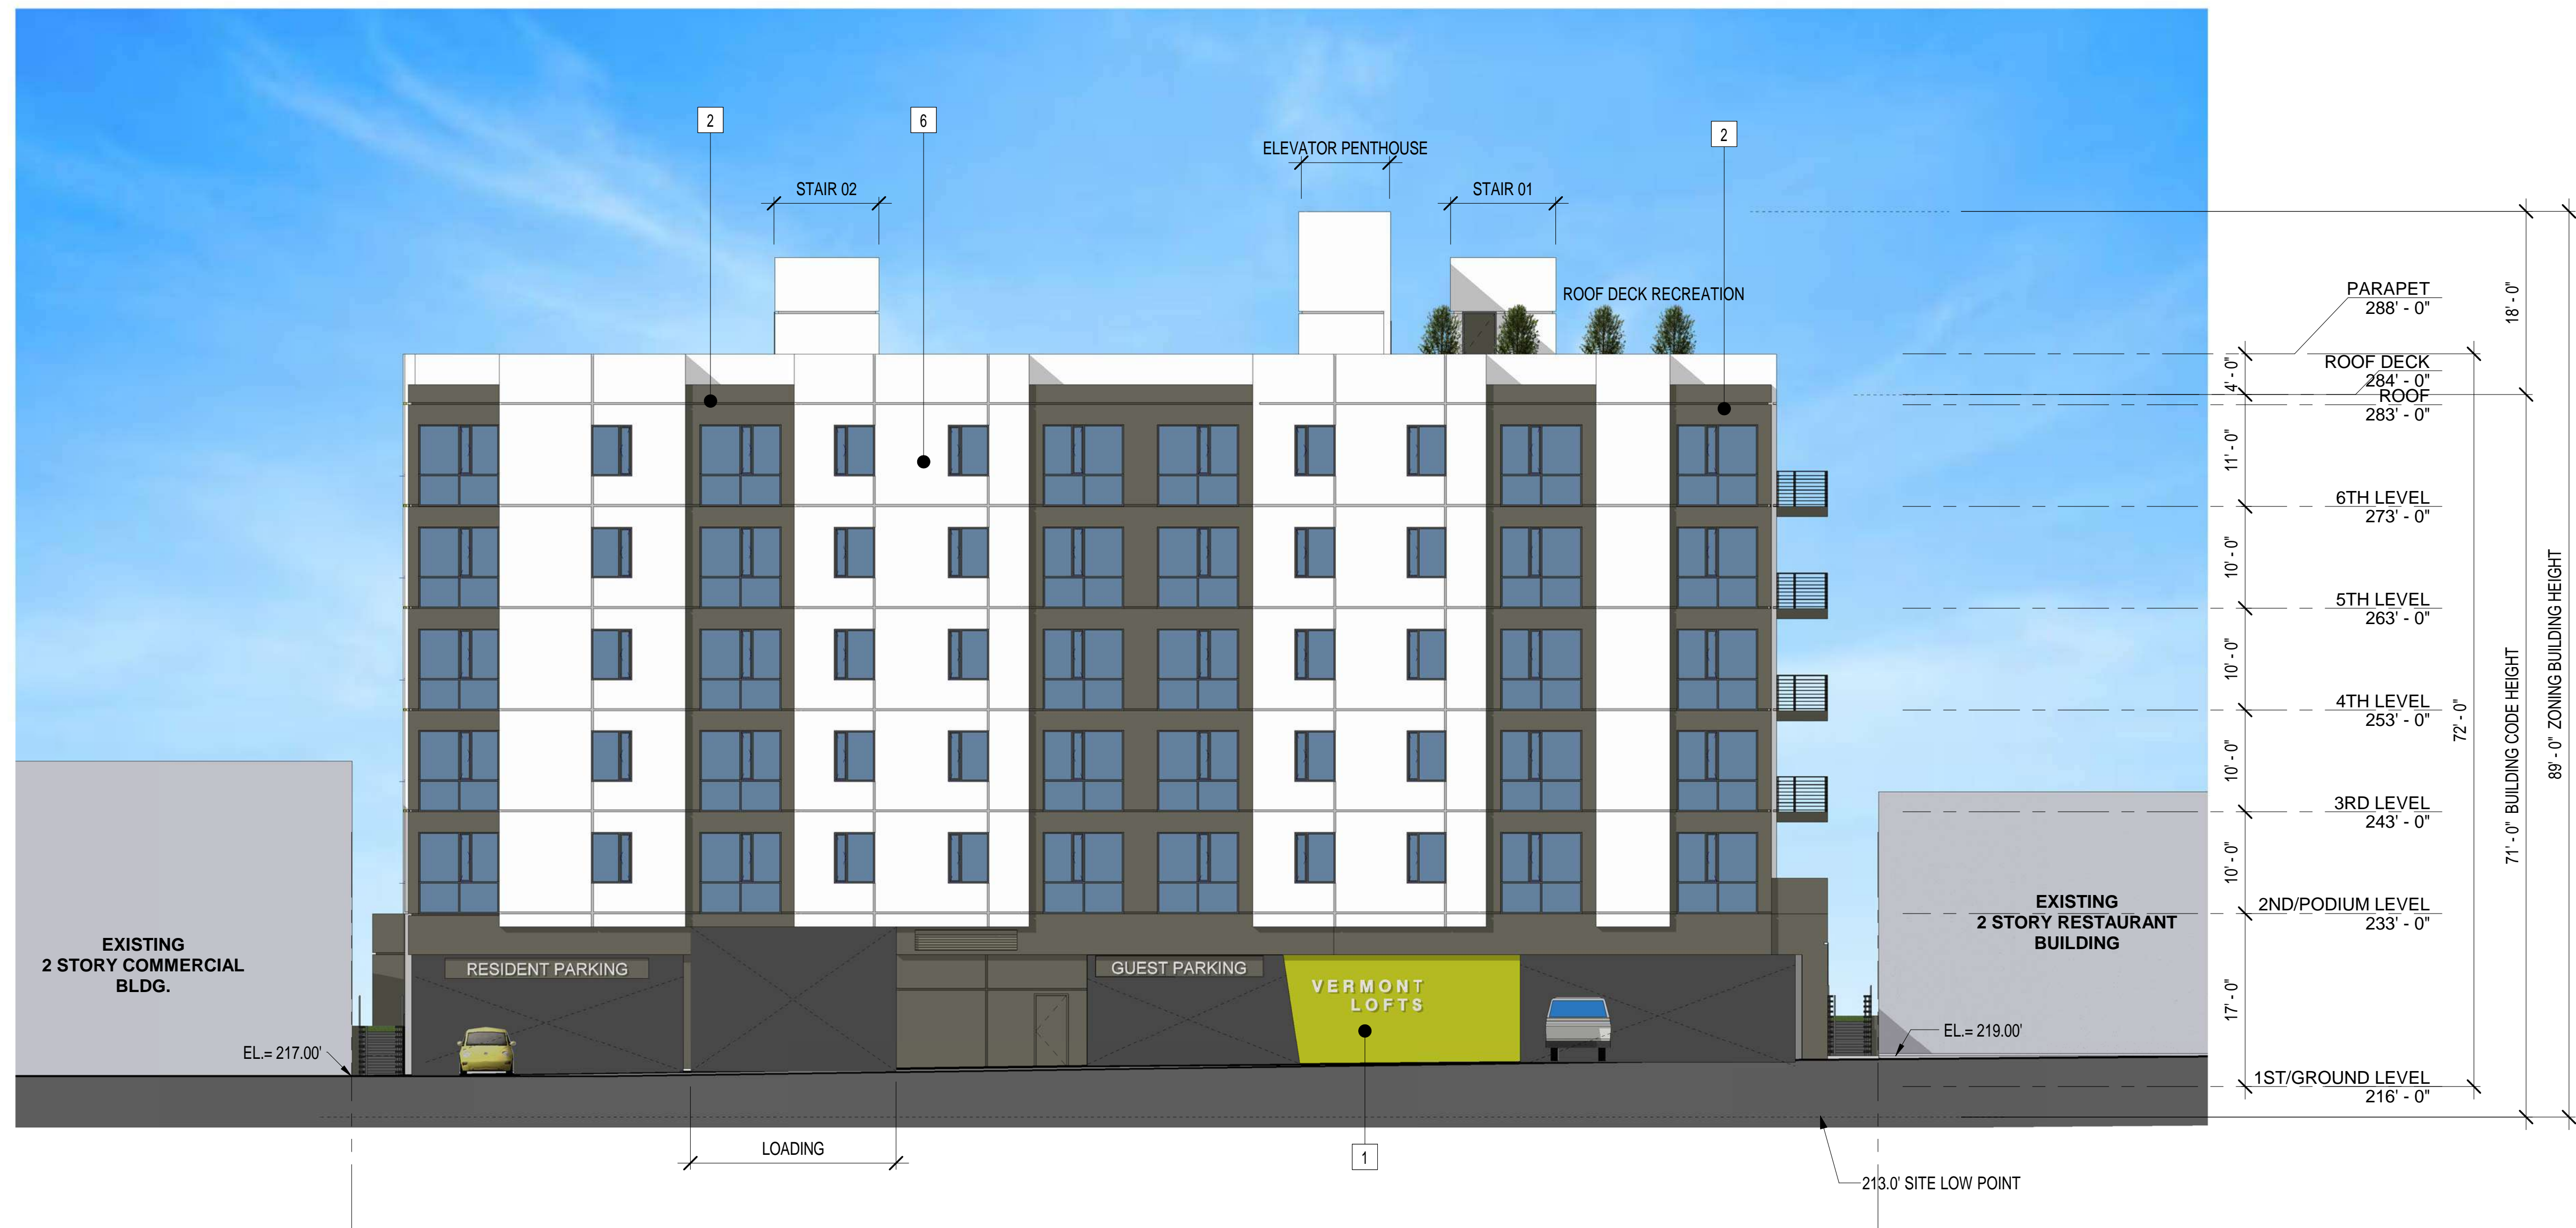 2
6
2
ELEVATOR PENTHOUSE
STAIR 02
STAIR 01
ROOF DECK RECREATION
PARAPET
288' - 0"
18' - 0"
ROOF DECK
284' - 0"
4' - 0"
ROOF
283' - 0"
11' - 0"
6TH LEVEL
273' - 0"
10' - 0"
5TH LEVEL
263' - 0"
10' - 0"
4TH LEVEL
253' - 0"
10' - 0"
3RD LEVEL
243' - 0"
10' - 0"
2ND/PODIUM LEVEL
233' - 0"
17' - 0"
1ST/GROUND LEVEL
216' - 0"
72' - 0"
71' - 0" BUILDING CODE HEIGHT
89' - 0" ZONING BUILDING HEIGHT
EXISTING
2 STORY COMMERCIAL
BLDG.
EXISTING
2 STORY RESTAURANT
BUILDING
RESIDENT PARKING
GUEST PARKING
VERMONT
LOFTS
EL.= 217.00'
EL.= 219.00'
LOADING
1
213.0' SITE LOW POINT